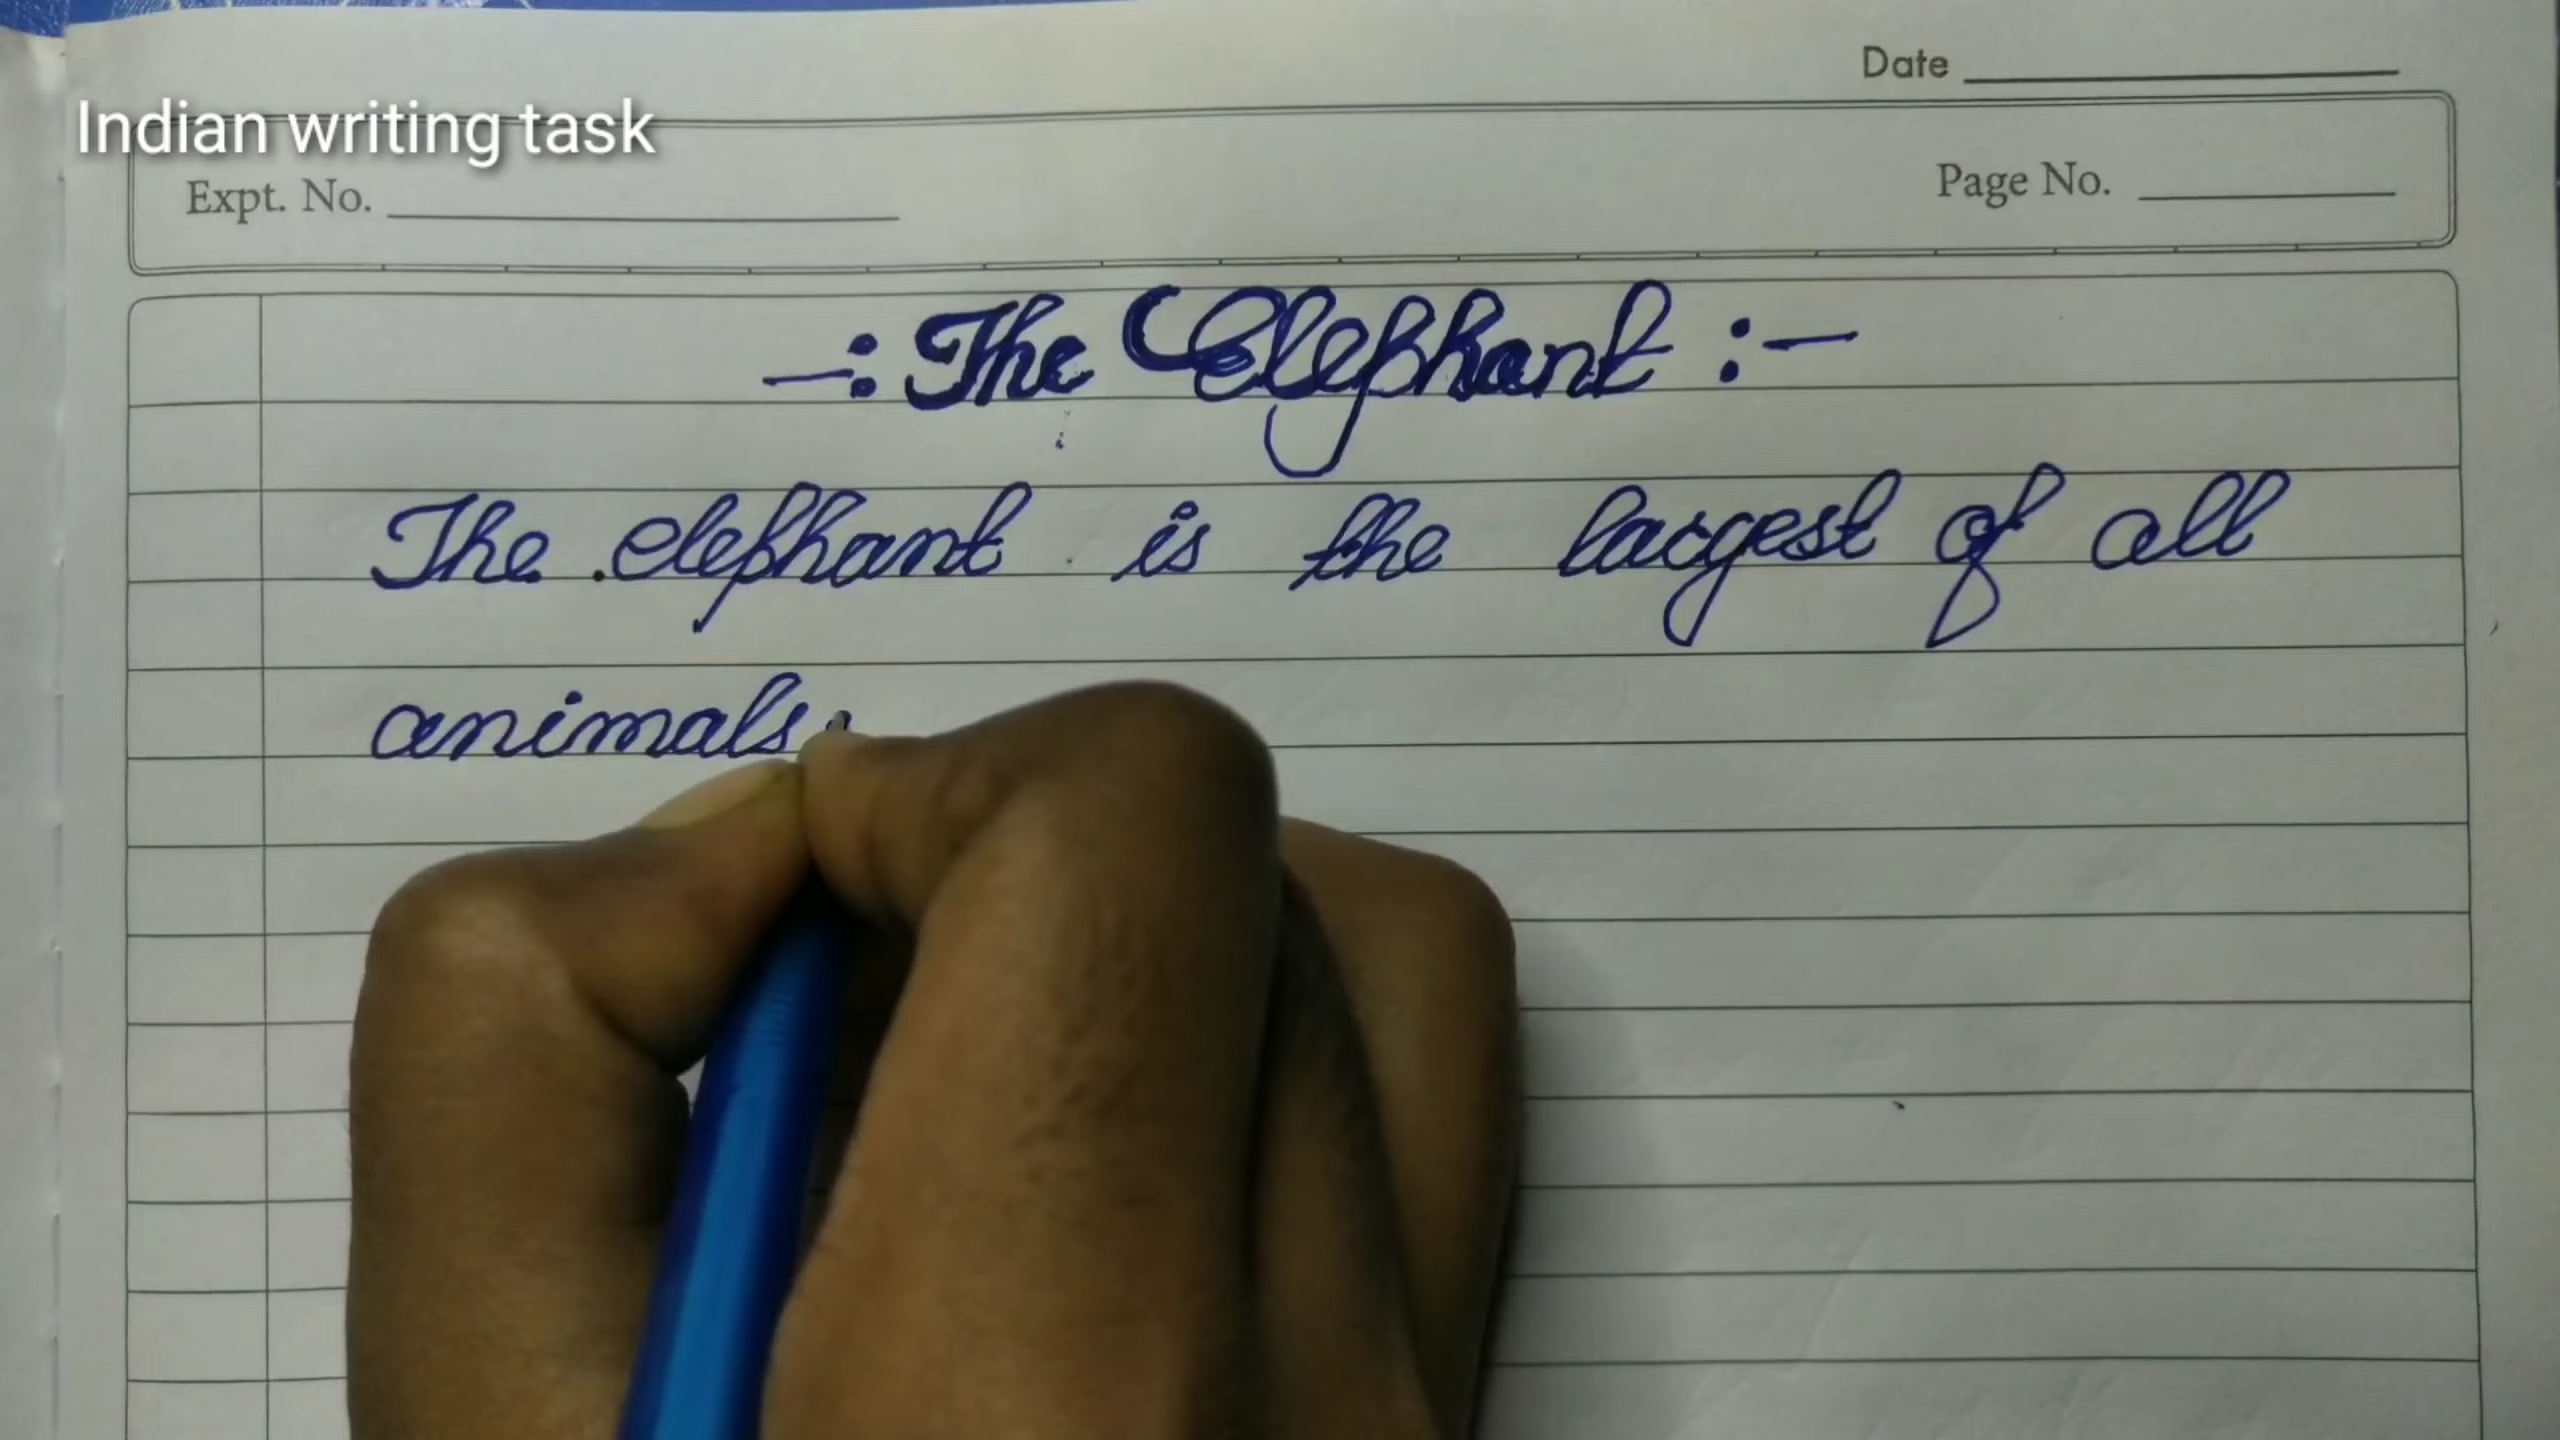 Date
Indian writing task
Expt. No.
Page No.
-: The Elephant :-
The elephant is the largest of all
animals